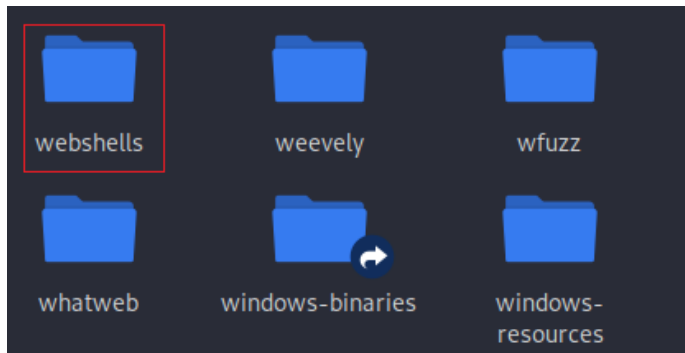 webshells
weevely
wfuzz
whatweb
windows-binaries
windows-
resources